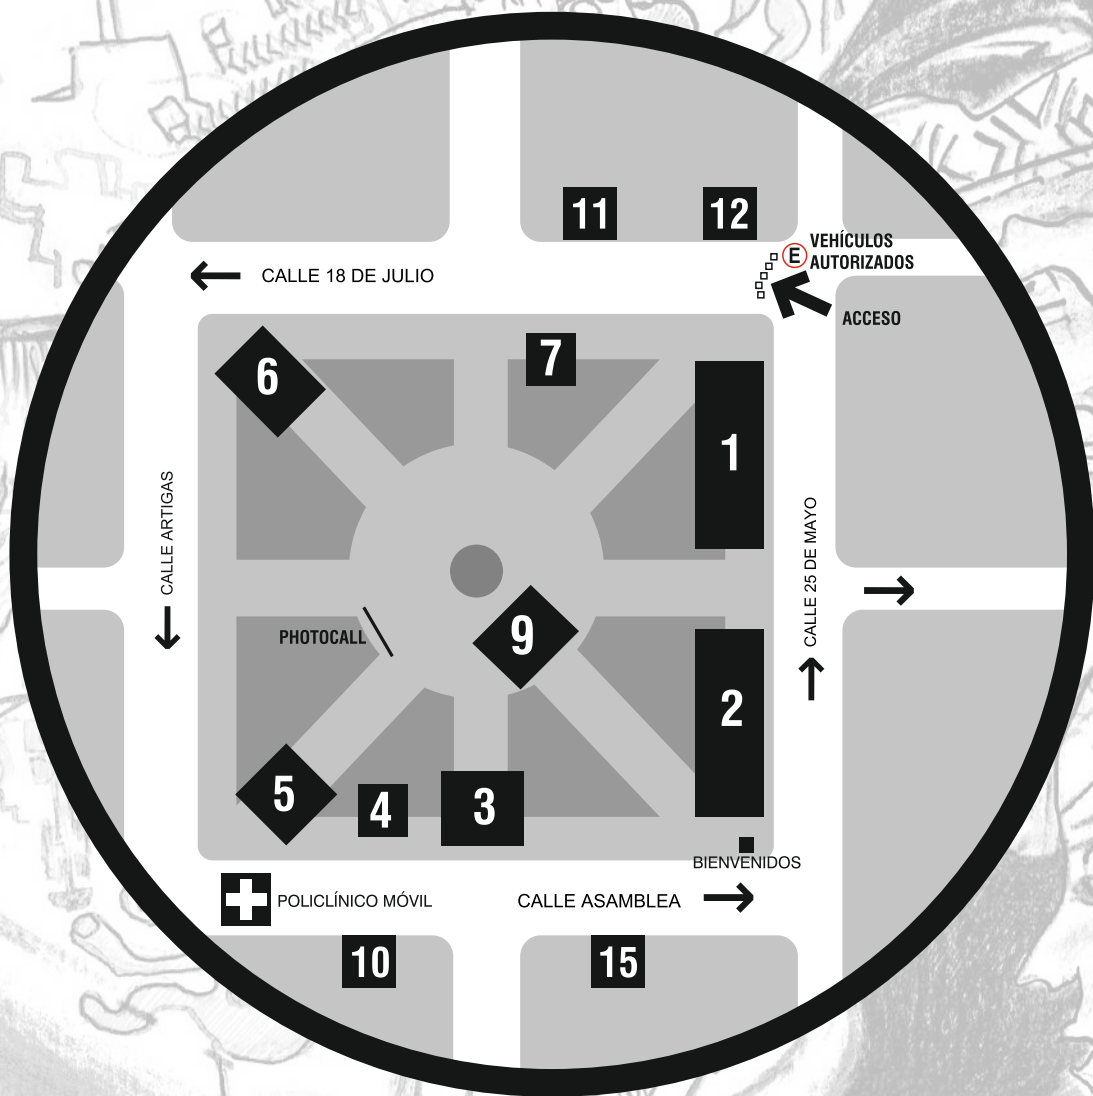 11
12
VEHÍCULOS
E
AUTORIZADOS
CALLE 18 DE JULIO
ACCESO
6
7
1
CALLE ARTIGAS
CALLE 25 DE MAYO
PHOTOCALL
9
2
5
4
3
BIENVENIDOS
POLICLÍNICO MÓVIL
CALLE ASAMBLEA
10
15